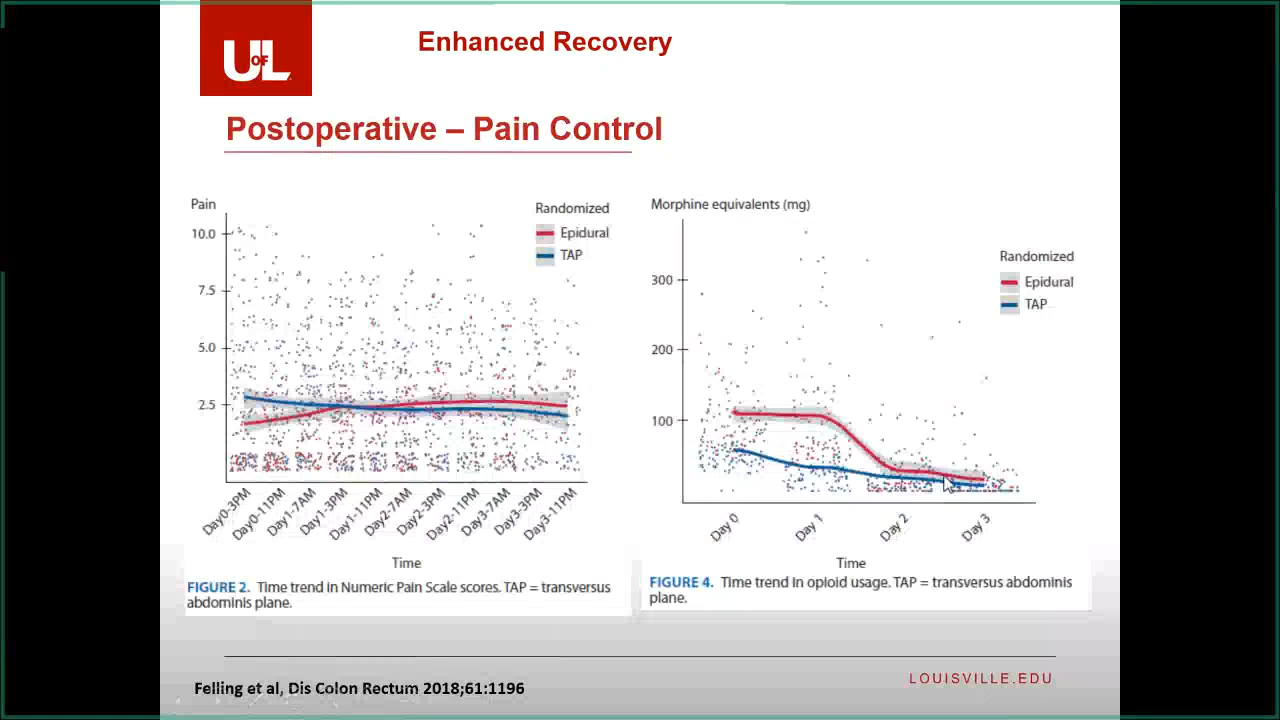 UOFL
Enhanced Recovery
Postoperative – Pain Control
Pain
10.0
7.5
5.0
2.5
Randomized
Epidural
TAP
Day0-3PM
Day0-11PM
Day1-7AM
Day1-3PM
Day1-11PM
Day2-7AM
Day2-3PM
Day2-11PM
Day3-7AM
Day3-3PM
Day3-11PM
Time
FIGURE 2. Time trend in Numeric Pain Scale scores. TAP = transversus
abdominis plane.
Morphine equivalents (mg)
300
200
100
Randomized
Epidural
TAP
Day 0
Day 1
Day 2
Day 3
Time
FIGURE 4. Time trend in opioid usage. TAP = transversus abdominis
plane.
Felling et al, Dis Colon Rectum 2018;61:1196
LOUISVILLE.EDU